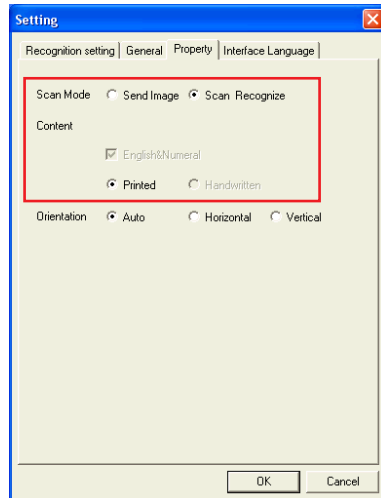 Setting
Recognition setting General Property Interface Language
Scan Mode Send Image Scan Recognize
Content
English&Numeral
Printed Handwritten
Orientation Auto Horizontal Vertical
OK Cancel